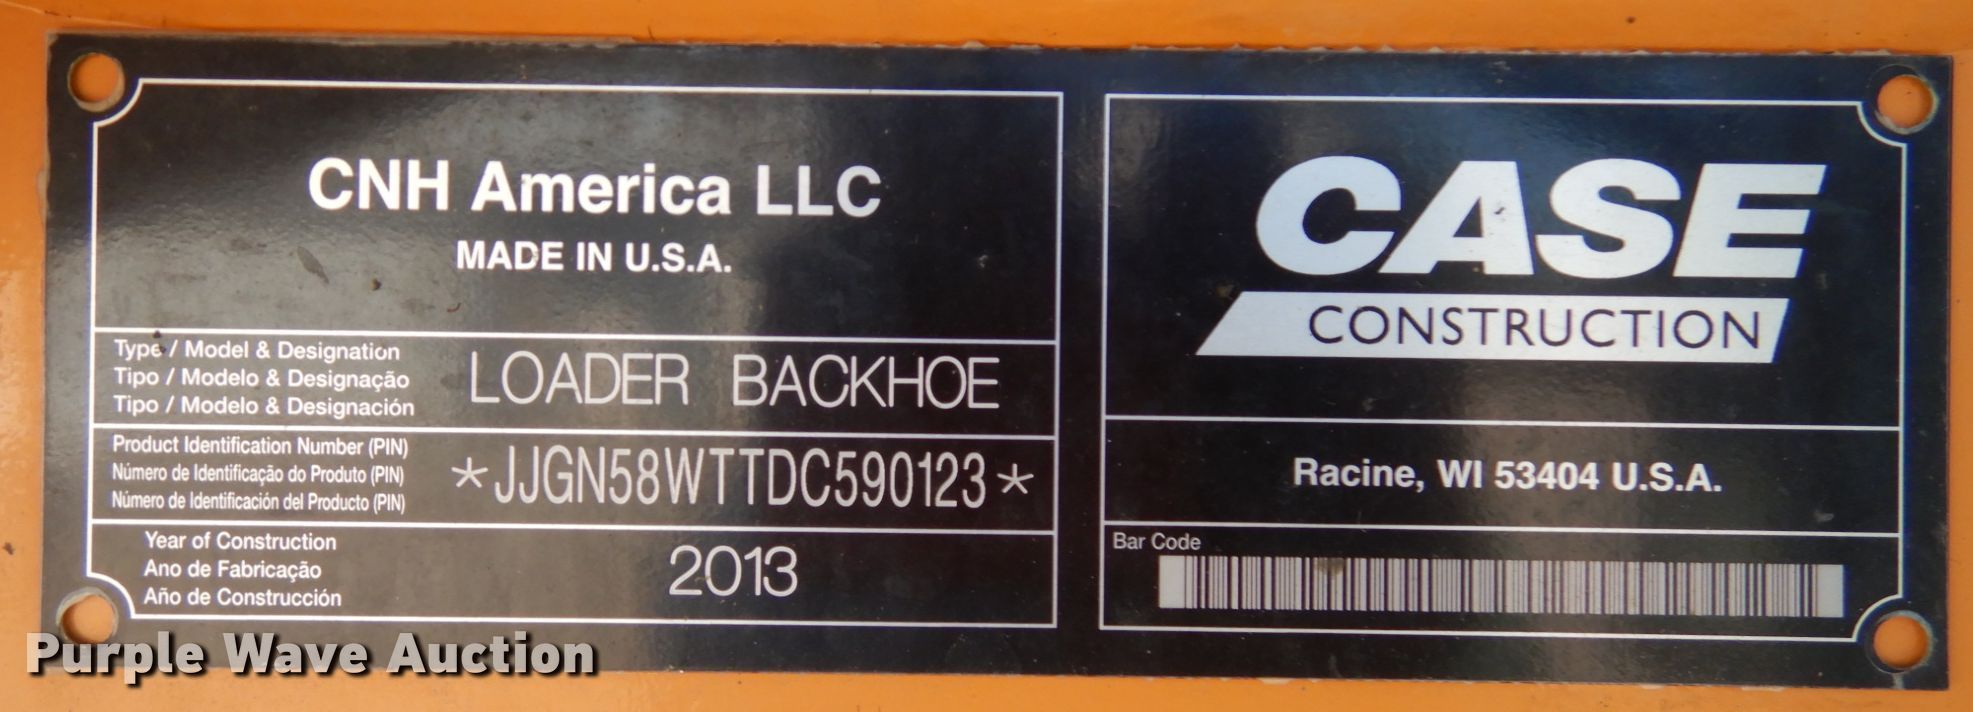 CNH America LLC
MADE IN U.S.A.
Type / Model & Designation
Tipo / Modelo & Designação
Tipo / Modelo & Designación
LOADER BACKHOE
Product Identification Number (PIN)
Número de Identificação do Produto (PIN)
Número de Identificación del Producto (PIN)
*JJGN58WTTDC590123*
Year of Construction
Ano de Fabricação
Año de Construcción
2013
CASE
CONSTRUCTION
Racine, WI 53404 U.S.A.
Bar Code
Purple Wave Auction